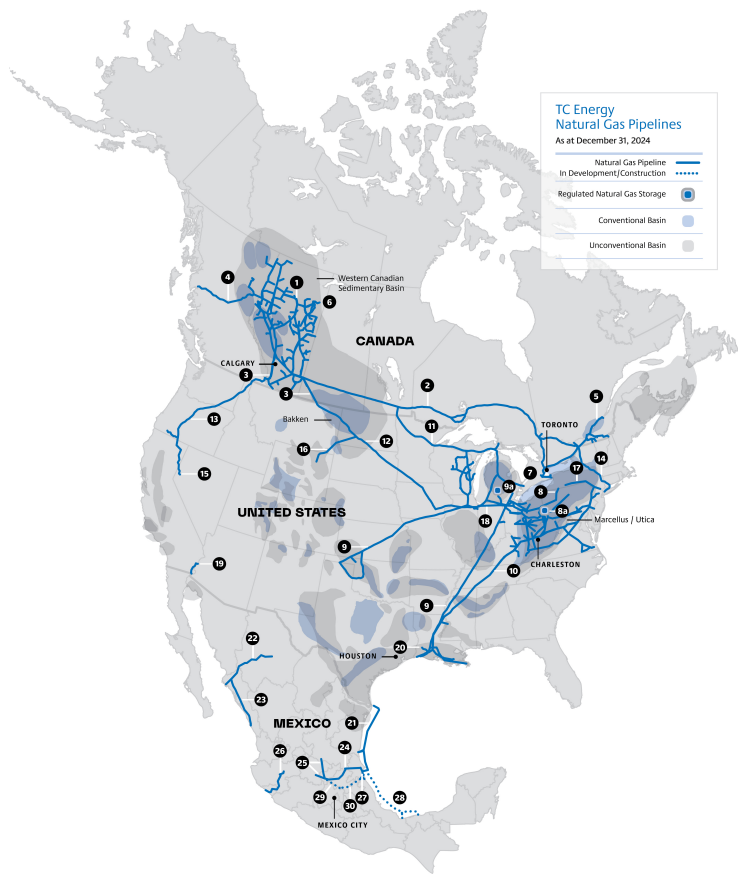 TC Energy
Natural Gas Pipelines
As at December 31, 2024
Natural Gas Pipeline
In Development/Construction
Regulated Natural Gas Storage
Conventional Basin
Unconventional Basin
4
1
Western Canadian
Sedimentary Basin
6
CANADA
CALGARY
3
3
2
5
Bakken
13
11
12
16
TORONTO
14
7
17
15
9a
8
8a
UNITED STATES
18
Marcellus / Utica
9
CHARLESTON
19
10
9
22
20
HOUSTON
23
MEXICO
21
24
26
25
29
30
27
28
MEXICO CITY